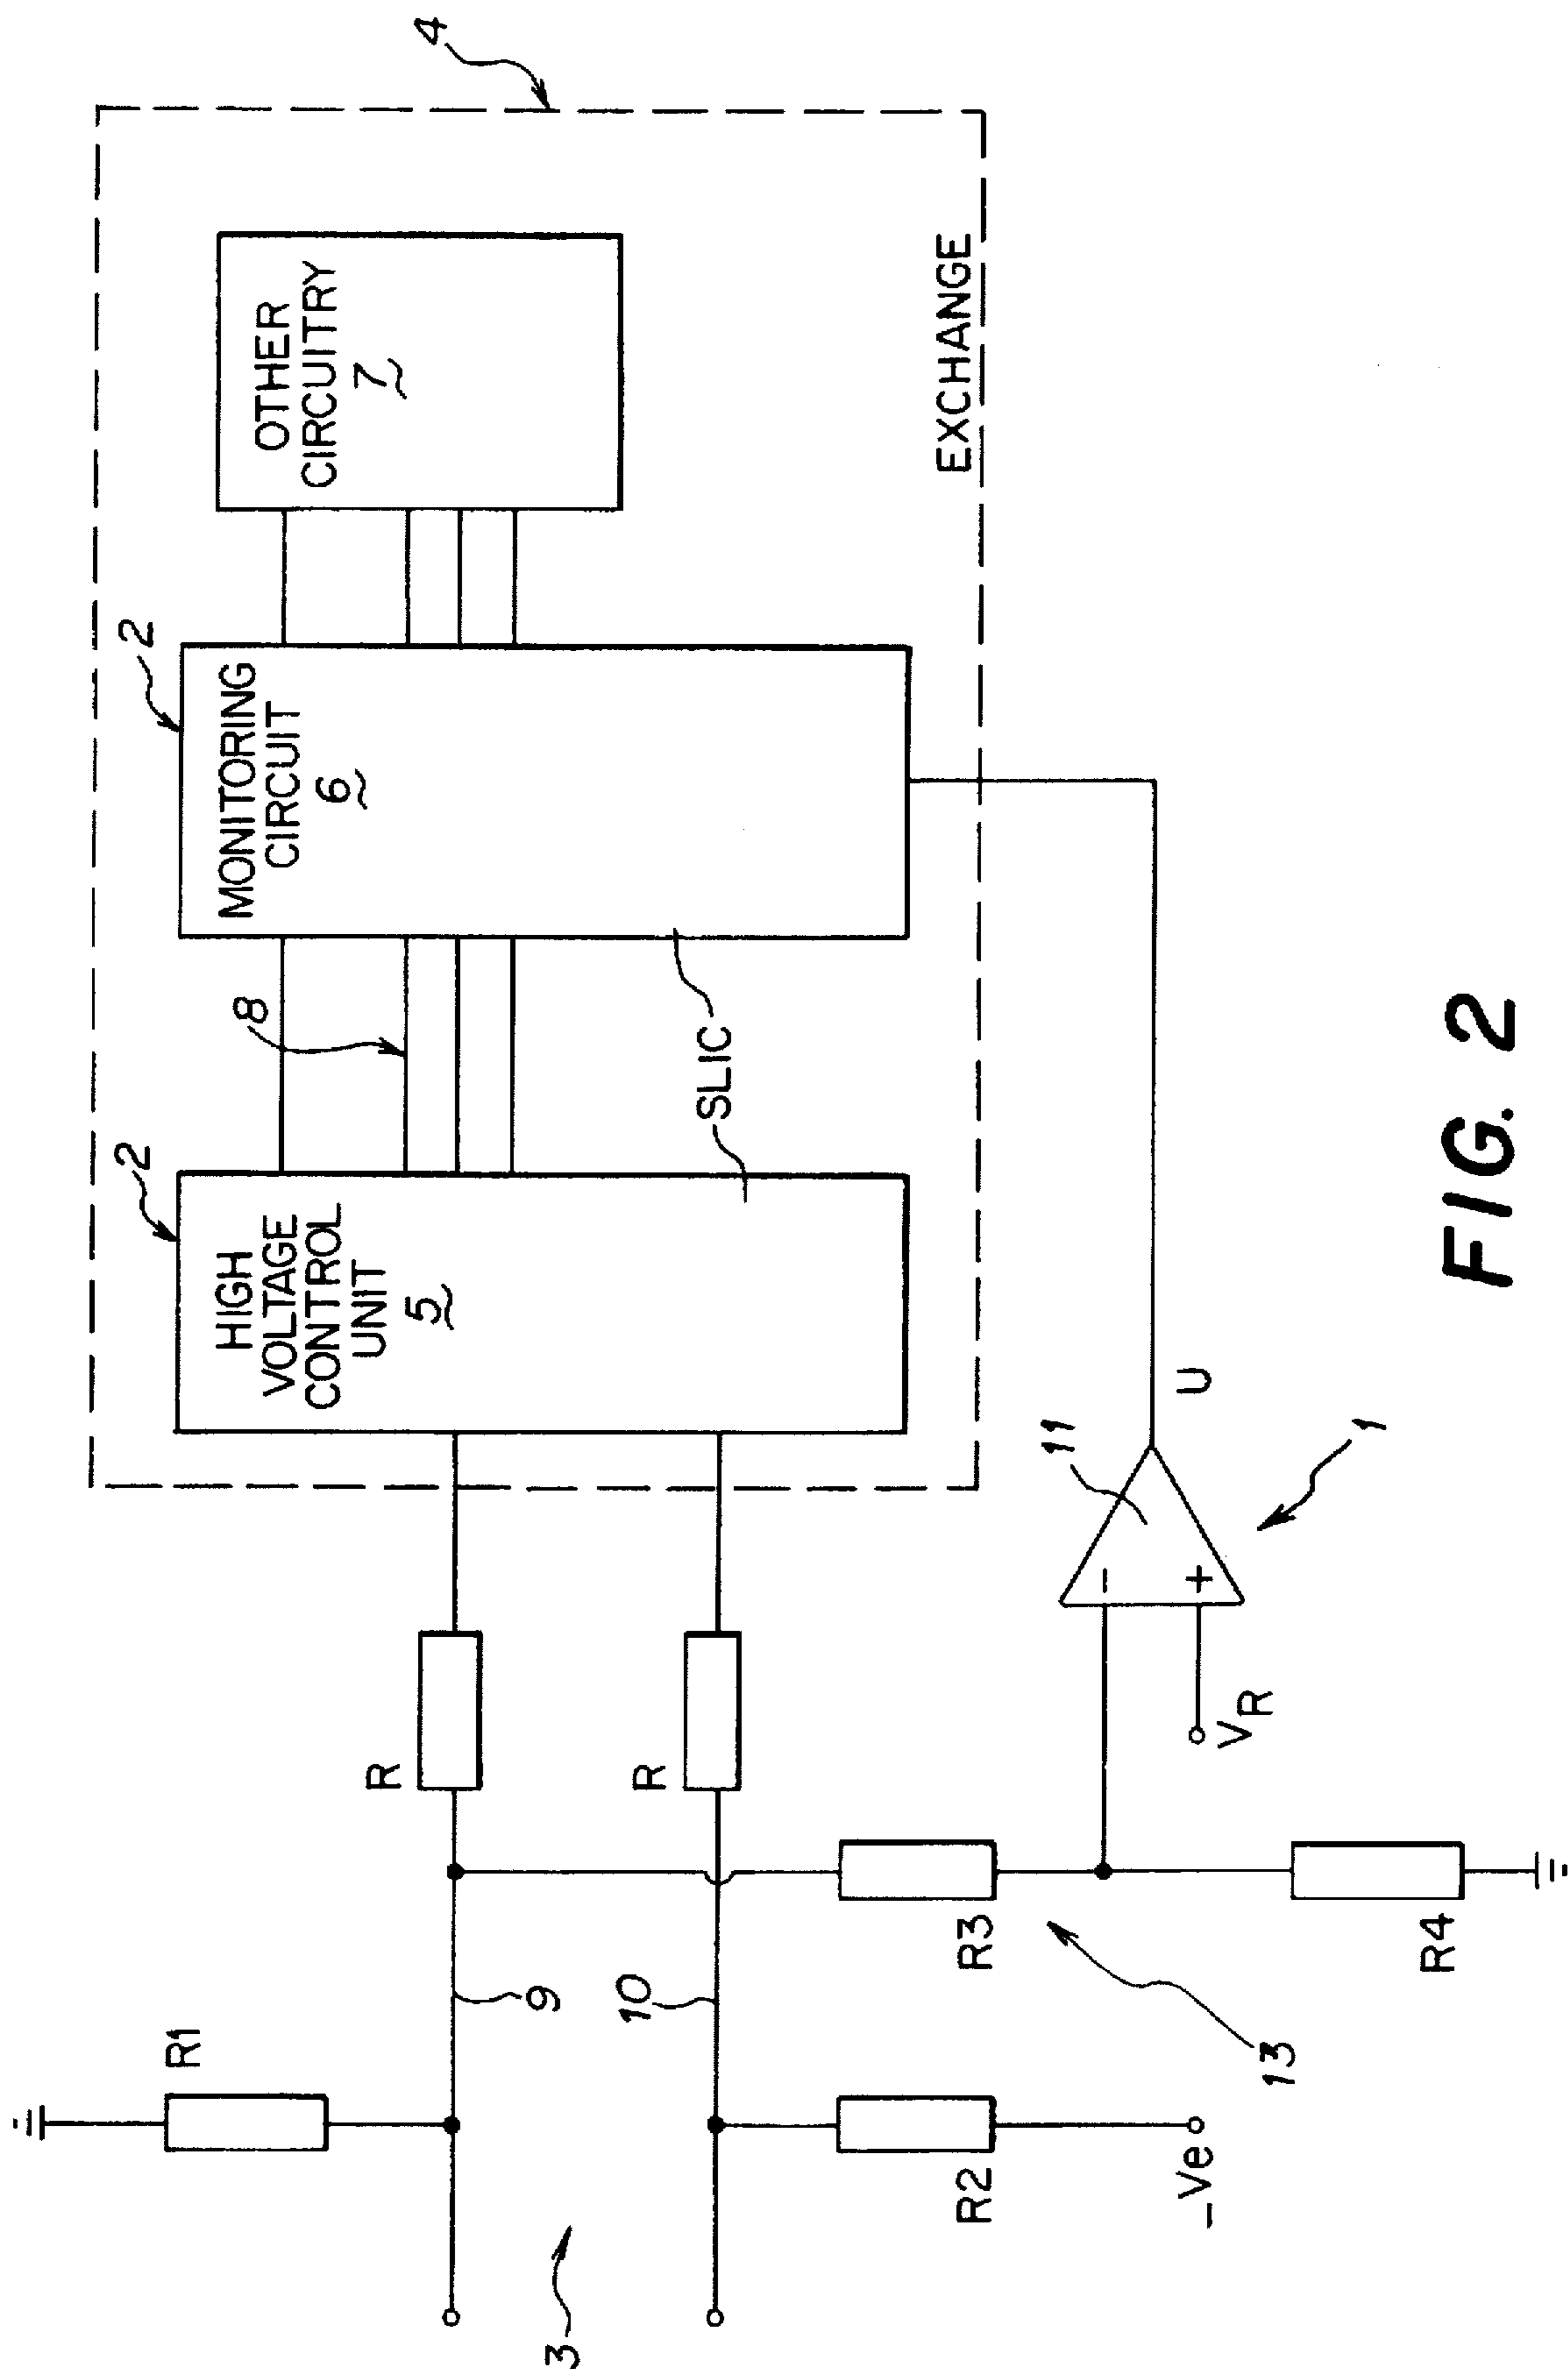 4
2
2
OTHER
CIRCUITRY
7
MONITORING
CIRCUIT
6
8
HIGH
VOLTAGE
CONTROL
UNIT
5
SLIC
EXCHANGE
R1
R
R
9
10
3
R2
-Ve
R3
13
R4
VR
-
+
11
U
1
FIG. 2